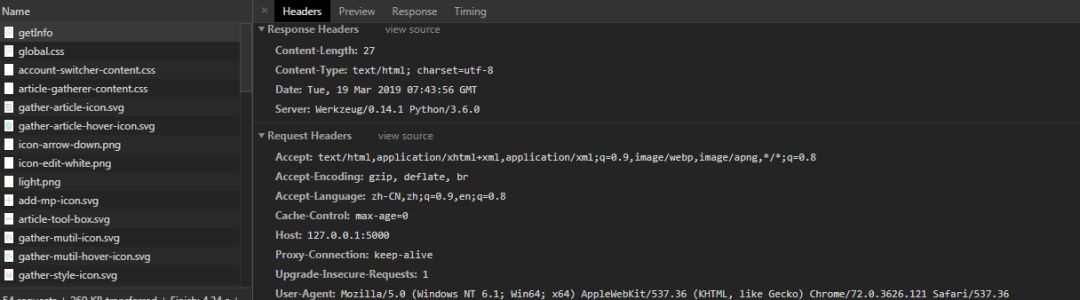 Name
getInfo
global.css
account-switcher-content.css
article-gatherer-content.css
gather-article-icon.svg
gather-article-hover-icon.svg
icon-arrow-down.png
icon-edit-white.png
light.png
add-mp-icon.svg
article-tool-box.svg
gather-mutil-icon.svg
gather-mutil-hover-icon.svg
gather-style-icon.svg
54 requests
269 KB transferred
Finish: 4.24 s
× Headers Preview Response Timing
Response Headers view source
Content-Length: 27
Content-Type: text/html; charset=utf-8
Date: Tue, 19 Mar 2019 07:43:56 GMT
Server: Werkzeug/0.14.1 Python/3.6.0
Request Headers view source
Accept: text/html,application/xhtml+xml,application/xml;q=0.9,image/webp,image/apng,*/*;q=0.8
Accept-Encoding: gzip, deflate, br
Accept-Language: zh-CN,zh;q=0.9,en;q=0.8
Cache-Control: max-age=0
Host: 127.0.0.1:5000
Proxy-Connection: keep-alive
Upgrade-Insecure-Requests: 1
User-Agent: Mozilla/5.0 (Windows NT 6.1; Win64; x64) AppleWebKit/537.36 (KHTML, like Gecko) Chrome/72.0.3626.121 Safari/537.36